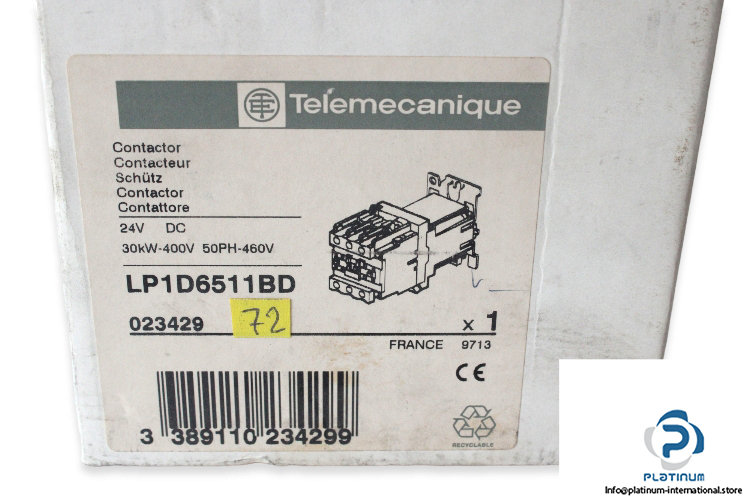 Telemecanique
Contactor
Contacteur
Schütz
Contactor
Contattore
24V DC
30kW-400V 50PH-460V
LP1D6511BD
023429 72 x 1
FRANCE 9713
CE
3 389110 234299
RECYCLABLE
PLATINUM
Info@platinum-international.store